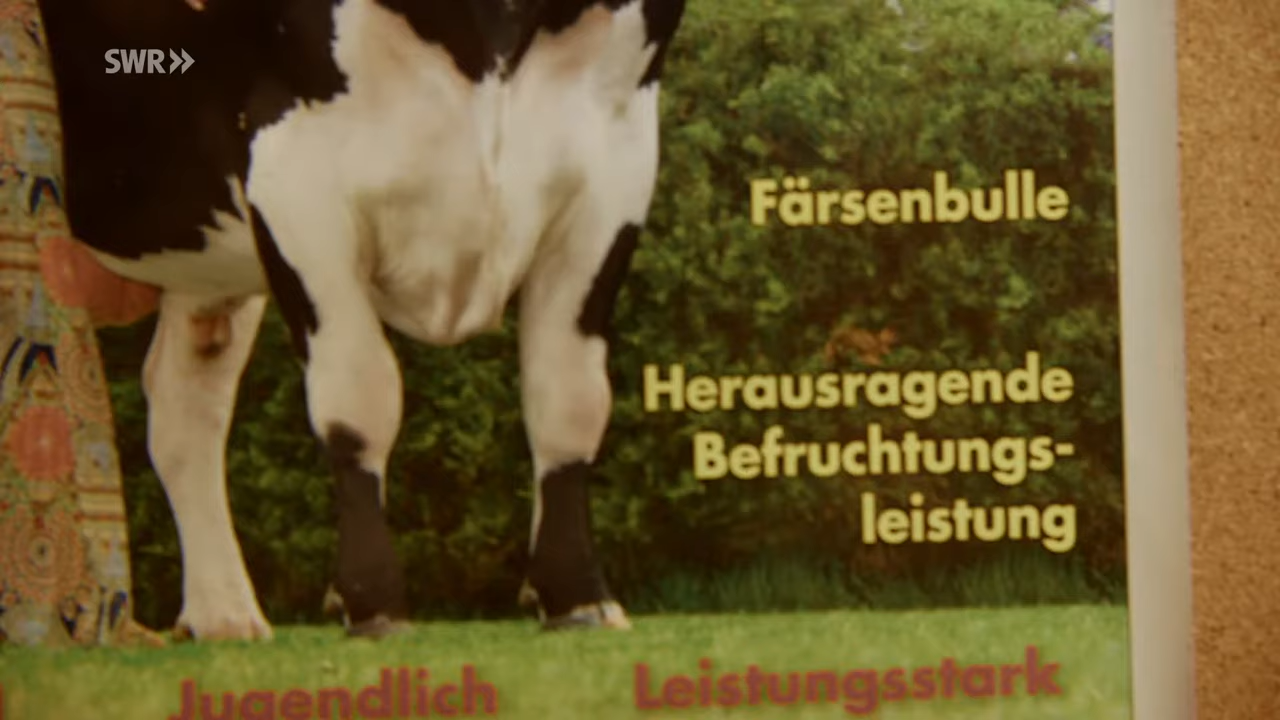 SWR»
Färsenbulle
Herausragende
Befruchtungs-
leistung
Jugendlich
Leistungsstark